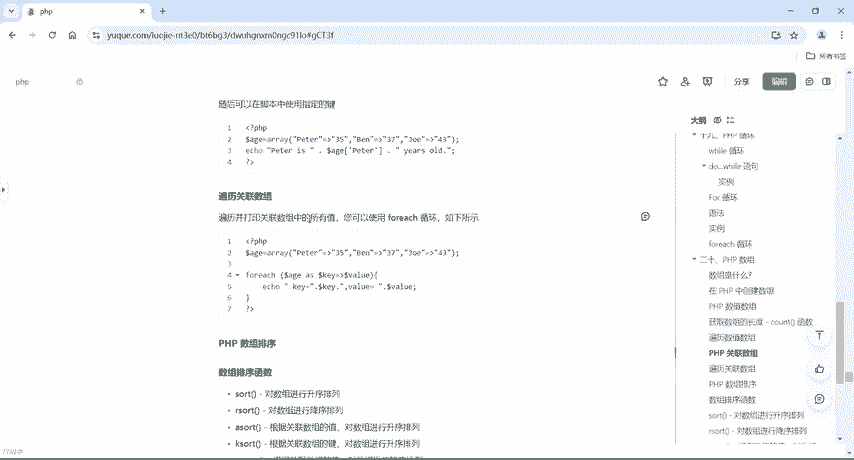 php
yuque.com/luojie-nt3e0/bt6bg3/dwuhgnxm0ngc91lo#gCT3f
所有书签
php
分享
编辑
随后可以在脚本中使用指定的键
1 <?php
2 $age=array("Peter"=>"35","Ben"=>"37","Joe"=>"43");
3 echo "Peter is " . $age['Peter'] . " years old.";
4 ?>
遍历关联数组
遍历并打印关联数组中的所有值，您可以使用 foreach 循环，如下所示
1 <?php
2 $age=array("Peter"=>"35","Ben"=>"37","Joe"=>"43");
3
4 foreach ($age as $key=>$value){
5 echo " key=".$key.",value= ".$value;
6 }
7 ?>
PHP 数组排序
数组排序函数
• sort() - 对数组进行升序排列
• rsort() - 对数组进行降序排列
• asort() - 根据关联数组的值，对数组进行升序排列
• ksort() - 根据关联数组的键，对数组进行升序排列
大纲
十九、PHP 循环
while 循环
do...while 语句
实例
For 循环
语法
实例
foreach 循环
二十、PHP 数组
数组是什么?
在 PHP 中创建数组
PHP 数值数组
获取数组的长度 - count() 函数
遍历数值数组
PHP 关联数组
遍历关联数组
PHP 数组排序
数组排序函数
sort() - 对数组进行升序排列
rsort() - 对数组进行降序排列